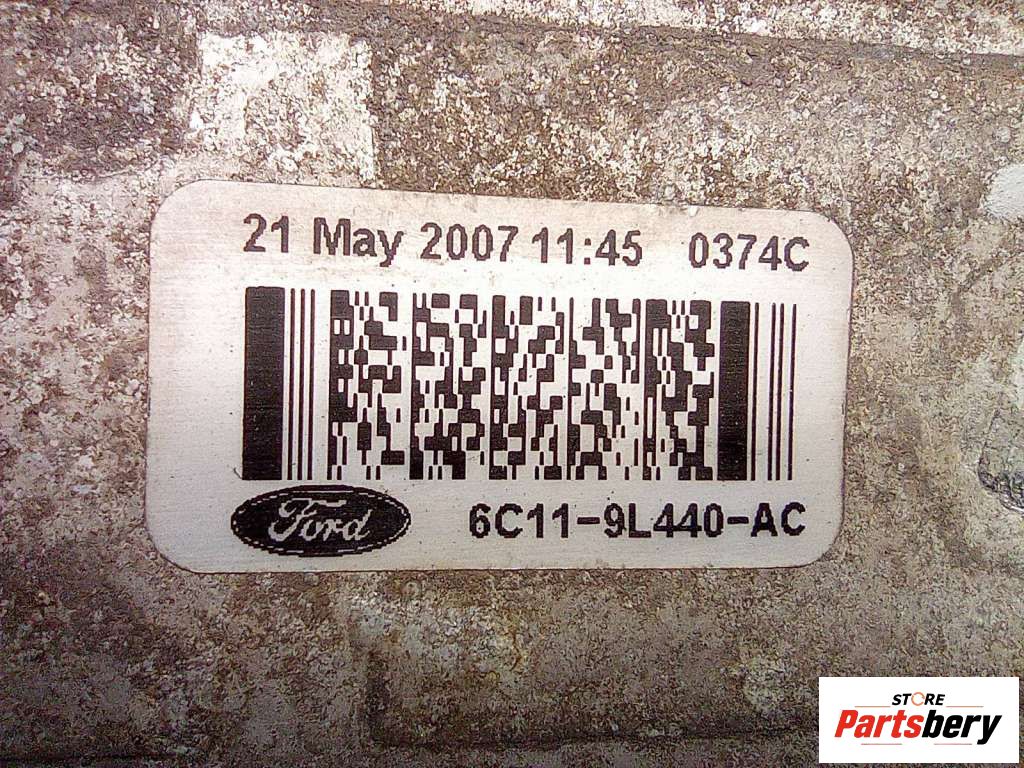 21 May 2007 11:45 0374C
Ford 6C11-9L440-AC
STORE
Partsbery